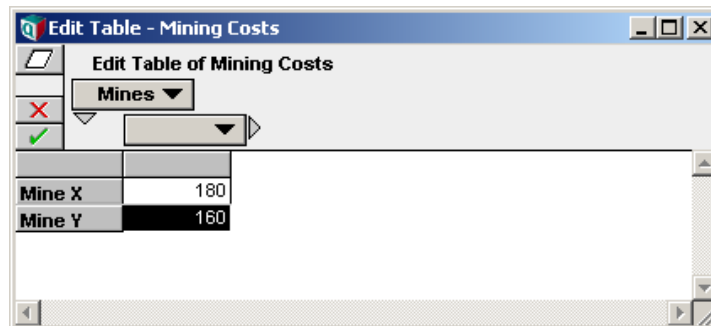 Edit Table - Mining Costs
Edit Table of Mining Costs
Mines
Mine X 180
Mine Y 160